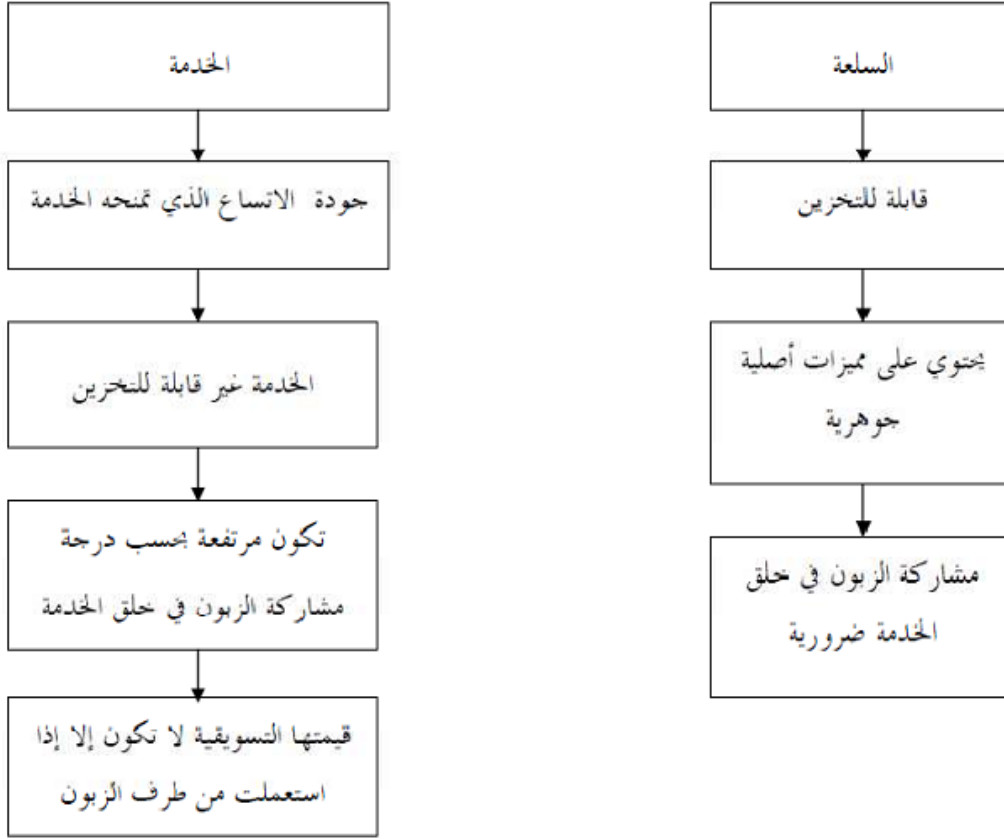 السلعة
قابلة للتخزين
يحتوي على مميزات أصلية
جوهرية
مشاركة الزبون في خلق
الخدمة ضرورية
الخدمة
جودة الاتساع الذي تمنحه الخدمة
الخدمة غير قابلة للتخزين
تكون مرتفعة بحسب درجة
مشاركة الزبون في خلق الخدمة
قيمتها التسويقية لا تكون إلا إذا
استعملت من طرف الزبون